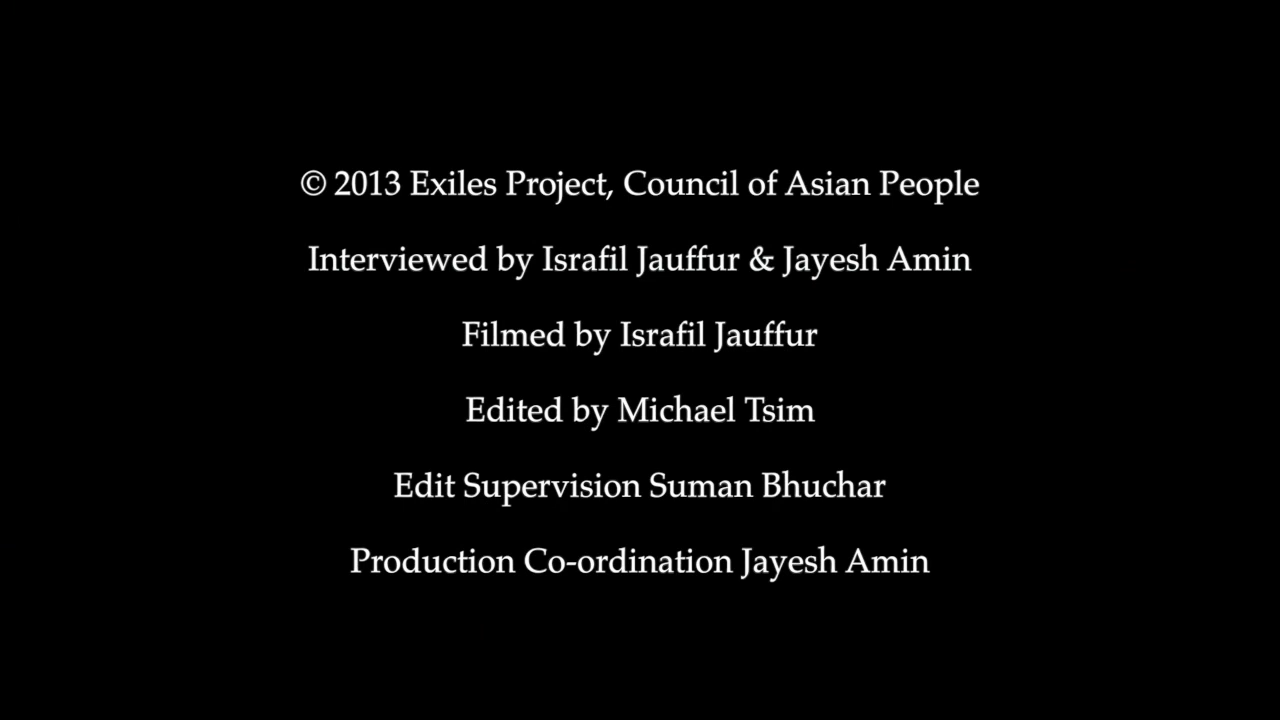 © 2013 Exiles Project, Council of Asian People
Interviewed by Israfil Jauffur & Jayesh Amin
Filmed by Israfil Jauffur
Edited by Michael Tsim
Edit Supervision Suman Bhuchar
Production Co-ordination Jayesh Amin